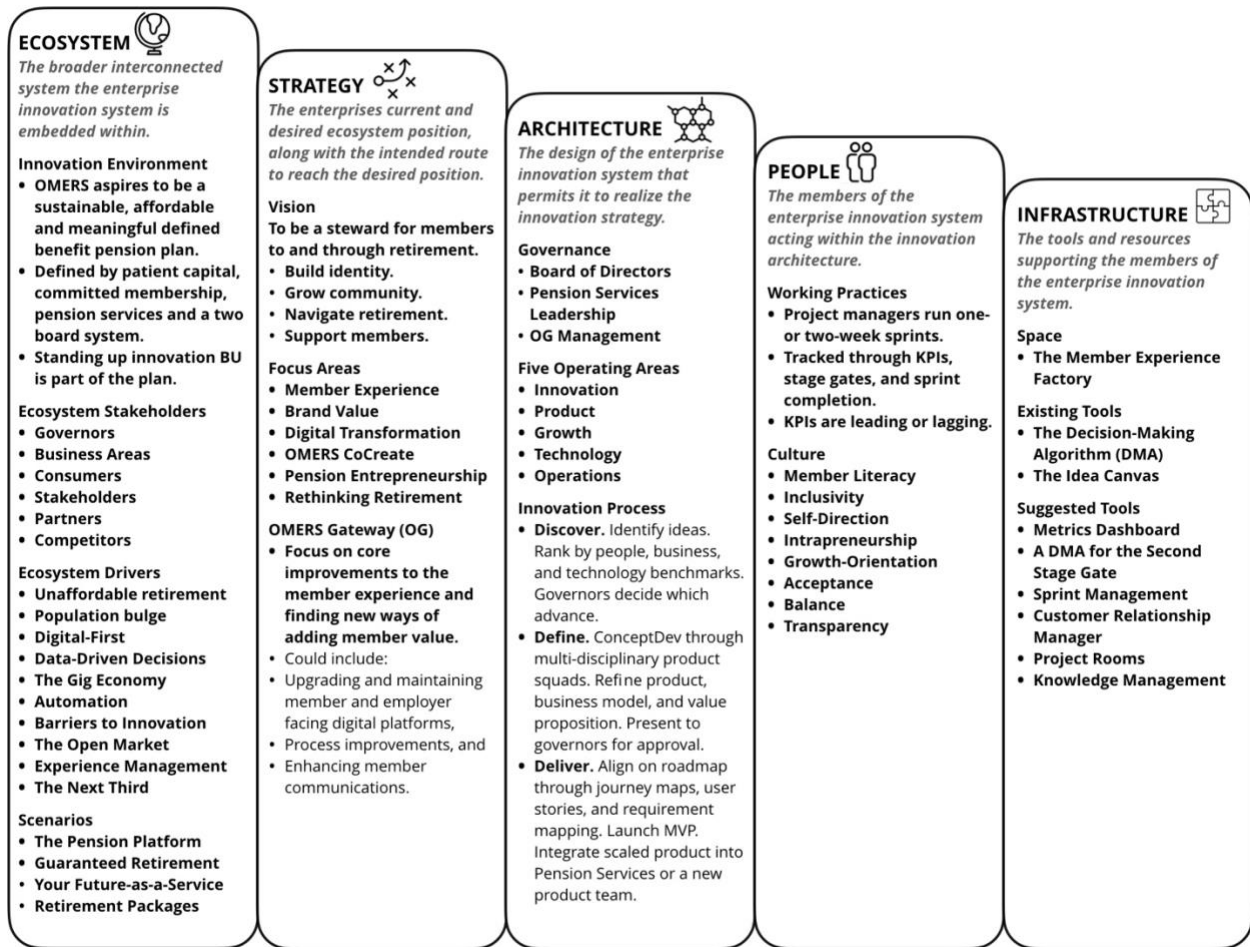 ECOSYSTEM
The broader interconnected
system the enterprise
innovation system is
embedded within.
Innovation Environment
• OMERS aspires to be a
sustainable, affordable
and meaningful defined
benefit pension plan.
• Defined by patient capital,
committed membership,
pension services and a two
board system.
• Standing up innovation BU
is part of the plan.
Ecosystem Stakeholders
• Governors
• Business Areas
• Consumers
• Stakeholders
• Partners
• Competitors
Ecosystem Drivers
• Unaffordable retirement
• Population bulge
• Digital-First
• Data-Driven Decisions
• The Gig Economy
• Automation
• Barriers to Innovation
• The Open Market
• Experience Management
• The Next Third
Scenarios
• The Pension Platform
• Guaranteed Retirement
• Your Future-as-a-Service
• Retirement Packages
STRATEGY
The enterprises current and
desired ecosystem position,
along with the intended route
to reach the desired position.
Vision
To be a steward for members
to and through retirement.
• Build identity.
• Grow community.
• Navigate retirement.
• Support members.
Focus Areas
• Member Experience
• Brand Value
• Digital Transformation
• OMERS CoCreate
• Pension Entrepreneurship
• Rethinking Retirement
OMERS Gateway (OG)
• Focus on core
improvements to the
member experience and
finding new ways of
adding member value.
• Could include:
• Upgrading and maintaining
member and employer
facing digital platforms,
• Process improvements, and
• Enhancing member
communications.
ARCHITECTURE
The design of the enterprise
innovation system that
permits it to realize the
innovation strategy.
Governance
• Board of Directors
• Pension Services
Leadership
• OG Management
Five Operating Areas
• Innovation
• Product
• Growth
• Technology
• Operations
Innovation Process
• Discover. Identify ideas.
Rank by people, business,
and technology benchmarks.
Governors decide which
advance.
• Define. ConceptDev through
multi-disciplinary product
squads. Refine product,
business model, and value
proposition. Present to
governors for approval.
• Deliver. Align on roadmap
through journey maps, user
stories, and requirement
mapping. Launch MVP.
Integrate scaled product into
Pension Services or a new
product team.
PEOPLE
The members of the
enterprise innovation system
acting within the innovation
architecture.
Working Practices
• Project managers run one-
or two-week sprints.
• Tracked through KPIs,
stage gates, and sprint
completion.
• KPIs are leading or lagging.
Culture
• Member Literacy
• Inclusivity
• Self-Direction
• Intrapreneurship
• Growth-Orientation
• Acceptance
• Balance
• Transparency
INFRASTRUCTURE
The tools and resources
supporting the members of
the enterprise innovation
system.
Space
• The Member Experience
Factory
Existing Tools
• The Decision-Making
Algorithm (DMA)
• The Idea Canvas
Suggested Tools
• Metrics Dashboard
• A DMA for the Second
Stage Gate
• Sprint Management
• Customer Relationship
Manager
• Project Rooms
• Knowledge Management